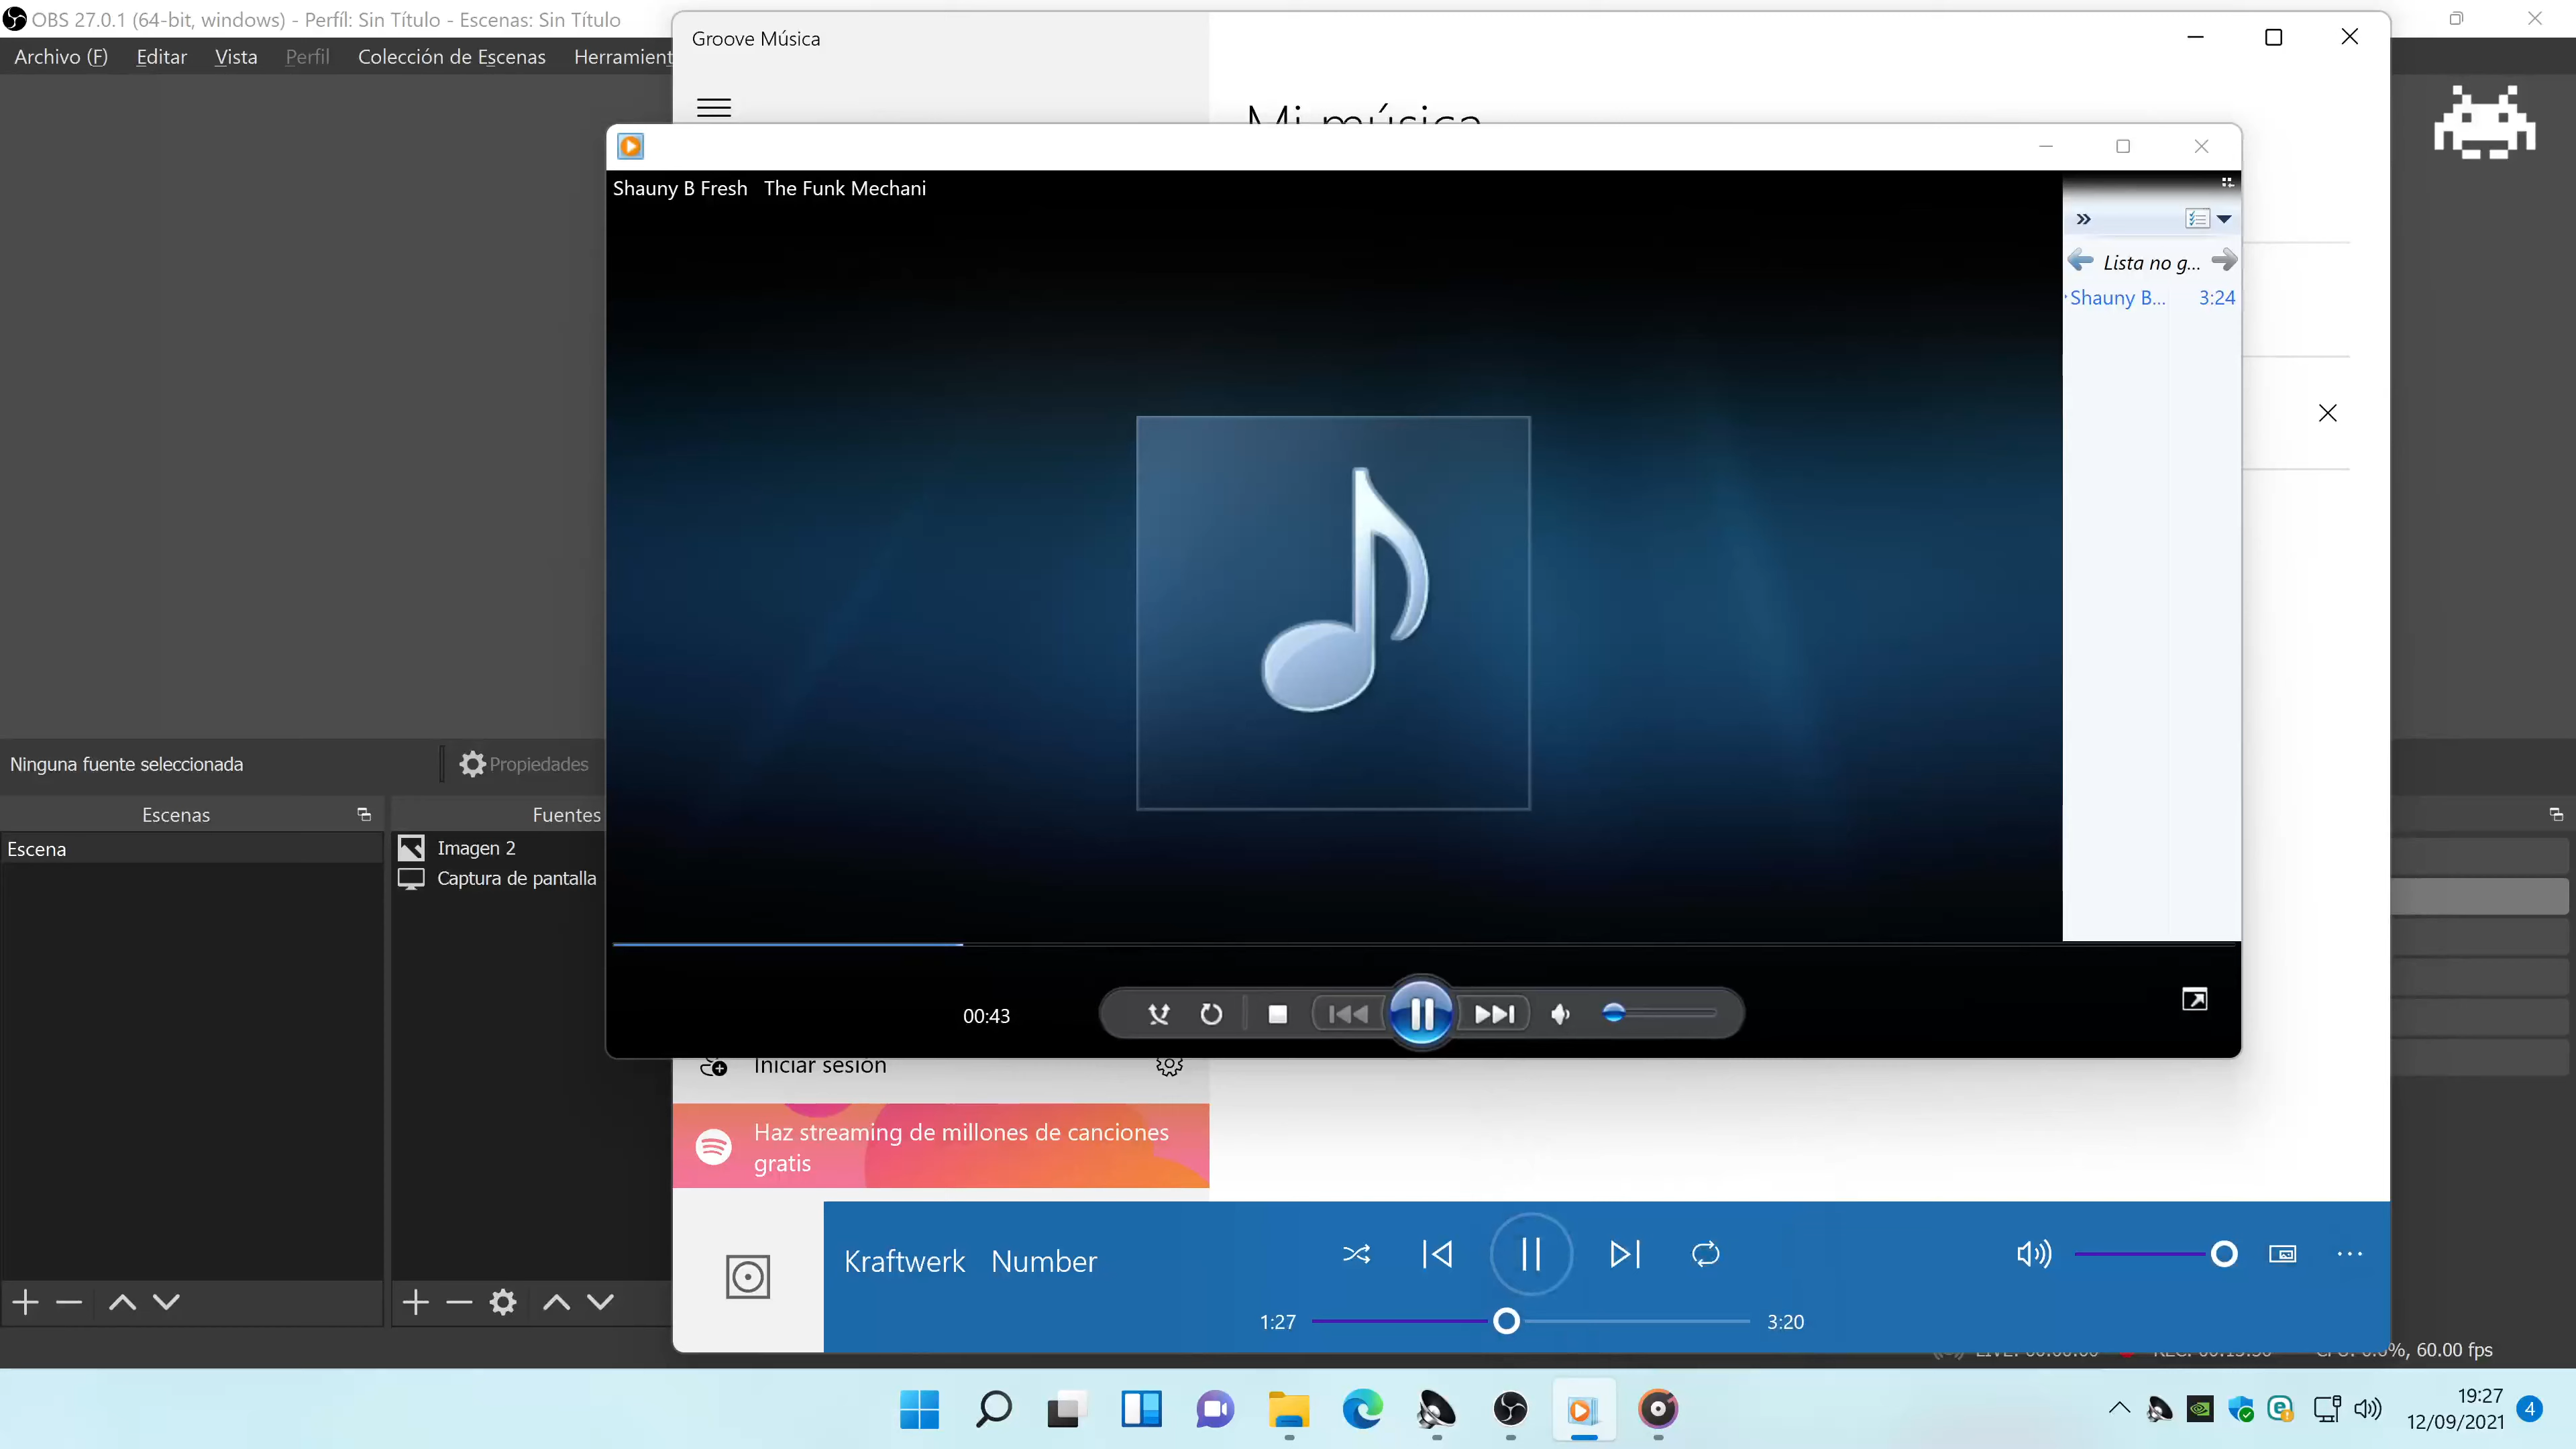 OBS 27.0.1 (64-bit, windows) - Perfíl: Sin Título - Escenas: Sin Título
Archivo (F) Editar Vista Perfil Colección de Escenas Herramient
Groove Música
Mi música
Shauny B Fresh The Funk Mechani
Lista no g...
Shauny B... 3:24
Ninguna fuente seleccionada Propiedades
Escenas
Fuentes
Escena
Imagen 2
Captura de pantalla
00:43
Iniciar sesión
Haz streaming de millones de canciones
gratis
Kraftwerk Number
1:27 3:20
60.00 fps
19:27
12/09/2021
4